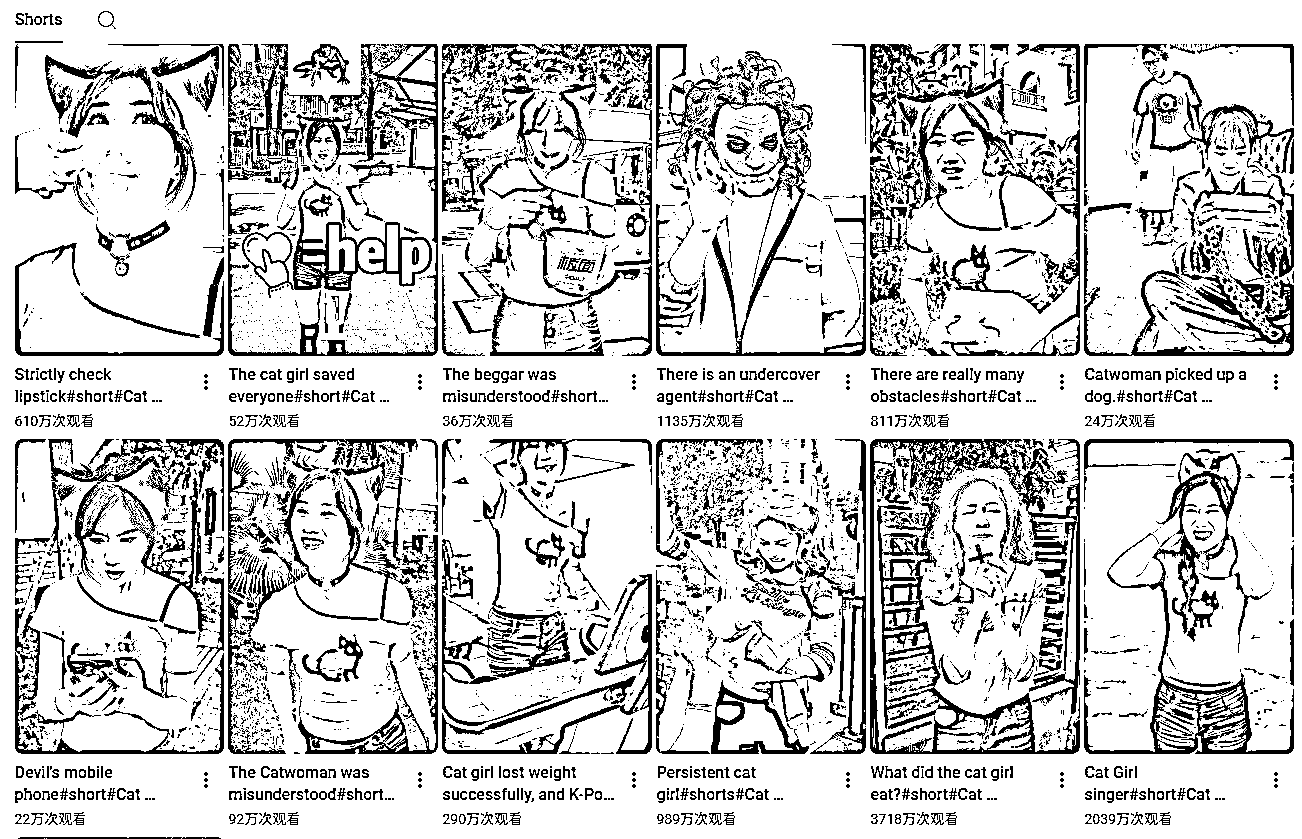 Shorts
help
板面
Strictly check
lipstick#short#Cat ...
610万次观看
The cat girl saved
everyone#short#Cat ...
52万次观看
The beggar was
misunderstood#short...
36万次观看
There is an undercover
agent#short#Cat ...
1135万次观看
There are really many
obstacles#short#Cat ...
811万次观看
Catwoman picked up a
dog.#short#Cat ...
24万次观看
Devil's mobile
phone#short#Cat ...
22万次观看
The Catwoman was
misunderstood#short...
92万次观看
Cat girl lost weight
successfully, and K-Po...
290万次观看
Persistent cat
girl#shorts#Cat ...
989万次观看
What did the cat girl
eat?#short#Cat ...
3718万次观看
Cat Girl
singer#short#Cat ...
2039万次观看